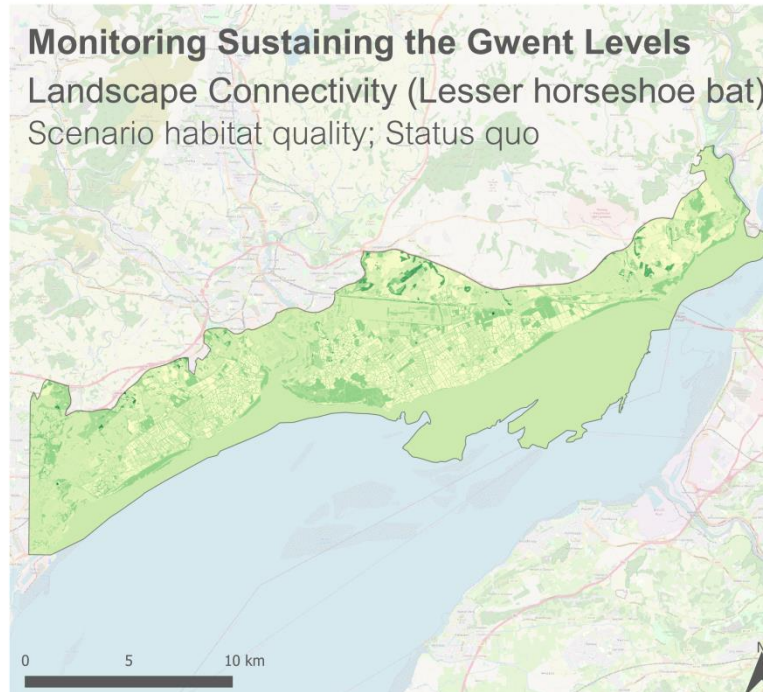 Monitoring Sustaining the Gwent Levels
Landscape Connectivity (Lesser horseshoe bat)
Scenario habitat quality; Status quo
0 5 10 km
N